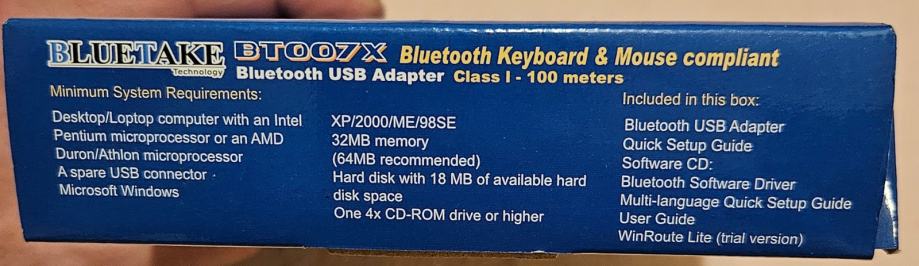 BLUETAKE BT007X Bluetooth Keyboard & Mouse compliant
Technology
Bluetooth USB Adapter Class I - 100 meters
Minimum System Requirements:
Desktop/Loptop computer with an Intel
Pentium microprocessor or an AMD
Duron/Athlon microprocessor
A spare USB connector
Microsoft Windows
XP/2000/ME/98SE
32MB memory
(64MB recommended)
Hard disk with 18 MB of available hard
disk space
One 4x CD-ROM drive or higher
Included in this box:
Bluetooth USB Adapter
Quick Setup Guide
Software CD:
Bluetooth Software Driver
Multi-language Quick Setup Guide
User Guide
WinRoute Lite (trial version)